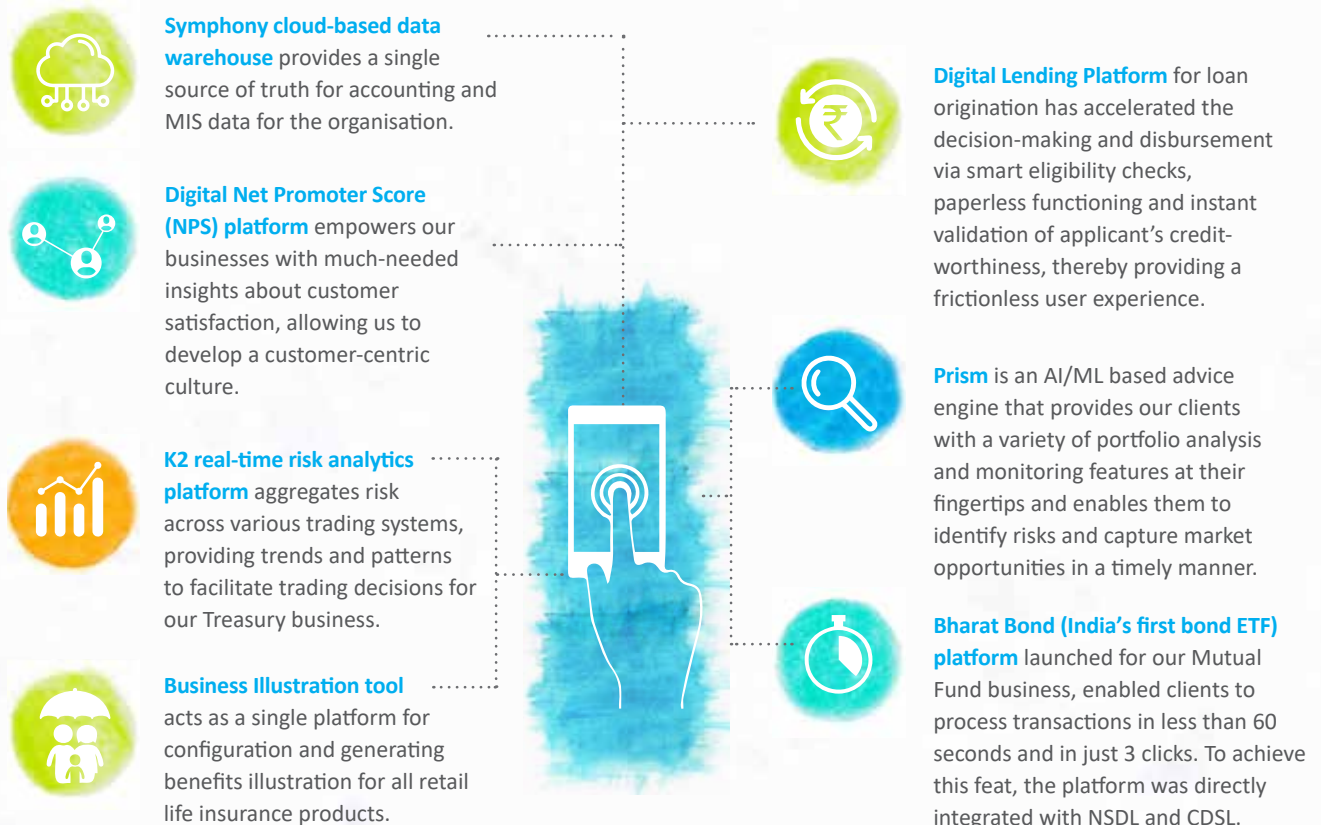 Symphony cloud-based data
warehouse provides a single
source of truth for accounting and
MIS data for the organisation.
Digital Net Promoter Score
(NPS) platform empowers our
businesses with much-needed
insights about customer
satisfaction, allowing us to
develop a customer-centric
culture.
K2 real-time risk analytics
platform aggregates risk
across various trading systems,
providing trends and patterns
to facilitate trading decisions for
our Treasury business.
Business Illustration tool
acts as a single platform for
configuration and generating
benefits illustration for all retail
life insurance products.
₹
Digital Lending Platform for loan
origination has accelerated the
decision-making and disbursement
via smart eligibility checks,
paperless functioning and instant
validation of applicant’s credit-
worthiness, thereby providing a
frictionless user experience.
Prism is an AI/ML based advice
engine that provides our clients
with a variety of portfolio analysis
and monitoring features at their
fingertips and enables them to
identify risks and capture market
opportunities in a timely manner.
Bharat Bond (India’s first bond ETF)
platform launched for our Mutual
Fund business, enabled clients to
process transactions in less than 60
seconds and in just 3 clicks. To achieve
this feat, the platform was directly
integrated with NSDL and CDSL.